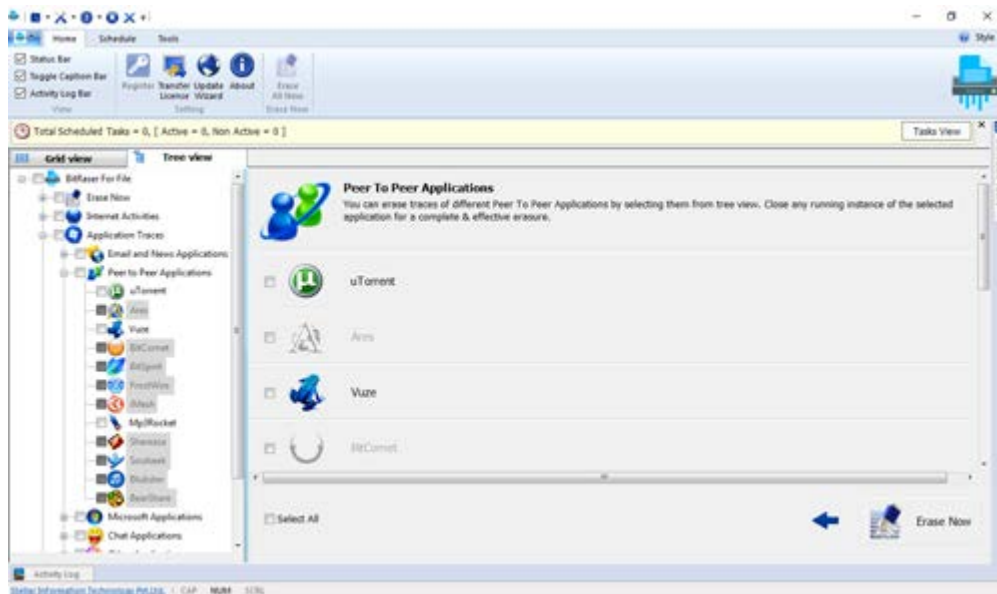 Home Schedule Tools
Style
Status Bar
Toggle Caption Bar
Activity Log Bar
View
Register
Transfer License
Update Wizard
About
Setting
Erase All Now
Erase Now
Total Scheduled Tasks = 0, [ Active = 0, Non Active = 0 ]
Tasks View
Grid view
Tree view
BitRaser For File
Erase Now
Internet Activities
Application Traces
Email and News Applications
Peer to Peer Applications
uTorrent
Ares
Vuze
BitComet
BitSpirit
FrostWire
iMesh
Mp3Rocket
Shareaza
Soulseek
Blubster
BearShare
Microsoft Applications
Chat Applications
Peer To Peer Applications
You can erase traces of different Peer To Peer Applications by selecting them from tree view. Close any running instance of the selected
application for a complete & effective erasure.
uTorrent
Ares
Vuze
BitComet
Select All
Erase Now
Activity Log
Stellar Information Technology Pvt Ltd. CAP NUM SCRL